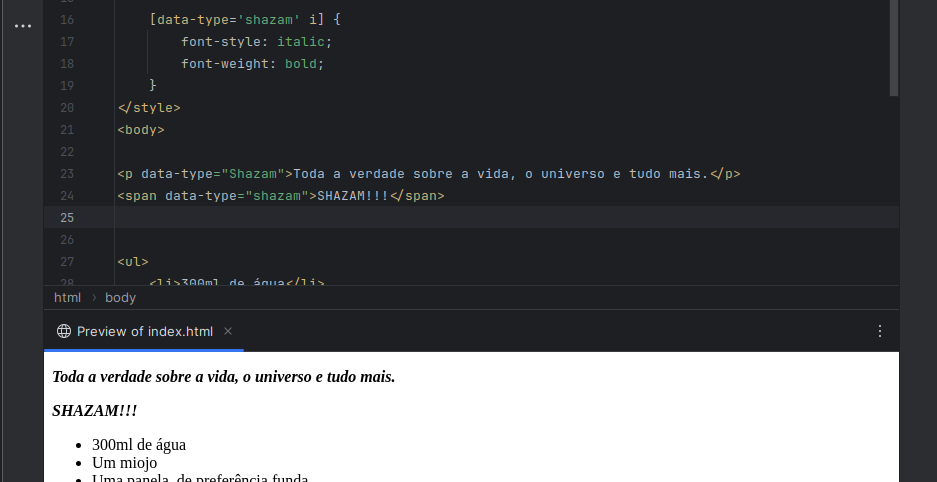 16 [data-type='shazam' i] {
17 font-style: italic;
18 font-weight: bold;
19 }
20 </style>
21 <body>
22
23 <p data-type="Shazam">Toda a verdade sobre a vida, o universo e tudo mais.</p>
24 <span data-type="shazam">SHAZAM!!!</span>
25
26
27 <ul>
28 <li>300ml de água</li>
html › body
Preview of index.html ×
Toda a verdade sobre a vida, o universo e tudo mais.
SHAZAM!!!
• 300ml de água
• Um miojo
• Uma panela, de preferência funda